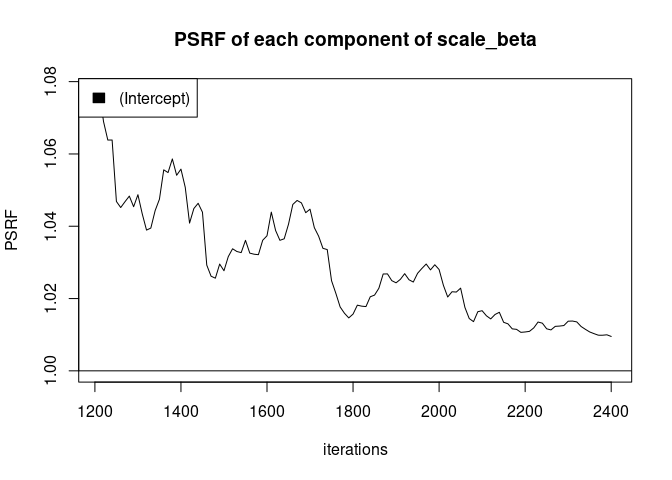 PSRF of each component of scale_beta
(Intercept)
PSRF
1.08
1.06
1.04
1.02
1.00
1200 1400 1600 1800 2000 2200 2400
iterations